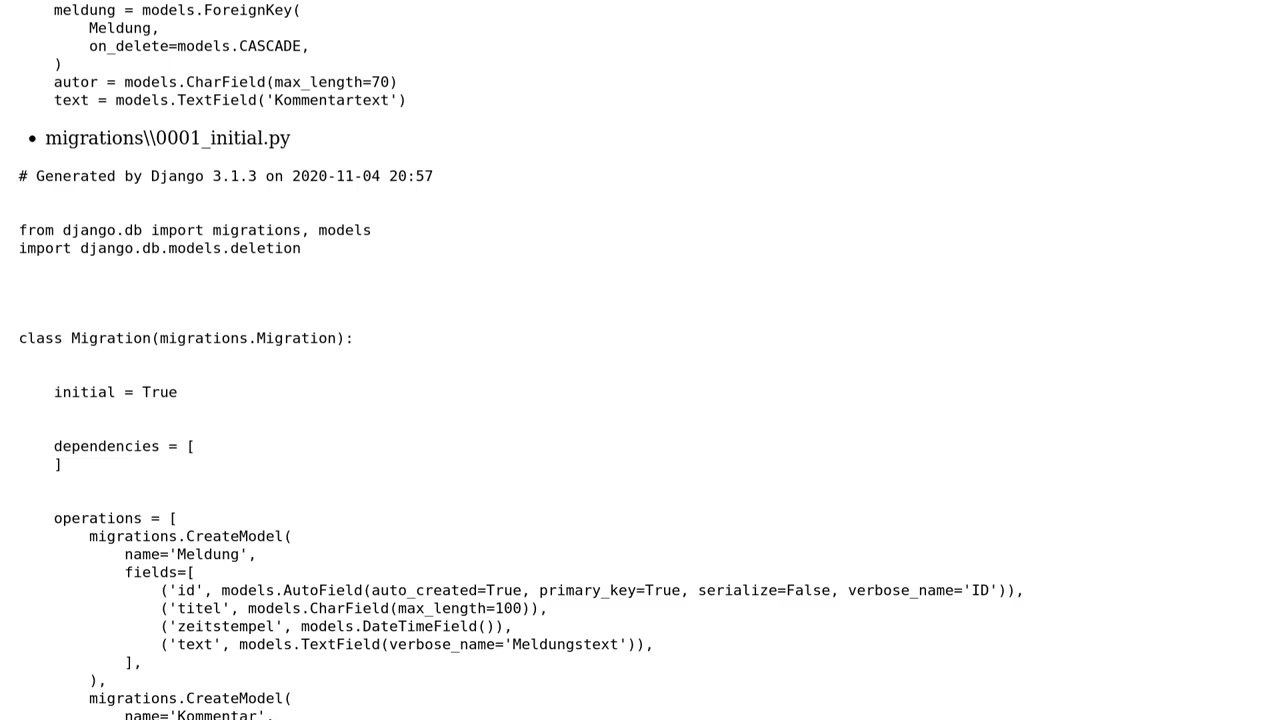 meldung = models.ForeignKey(
        Meldung,
        on_delete=models.CASCADE,
    )
    autor = models.CharField(max_length=70)
    text = models.TextField('Kommentartext')
• migrations\\0001_initial.py
# Generated by Django 3.1.3 on 2020-11-04 20:57
from django.db import migrations, models
import django.db.models.deletion
class Migration(migrations.Migration):
    initial = True
    dependencies = [
    ]
    operations = [
        migrations.CreateModel(
            name='Meldung',
            fields=[
                ('id', models.AutoField(auto_created=True, primary_key=True, serialize=False, verbose_name='ID')),
                ('titel', models.CharField(max_length=100)),
                ('zeitstempel', models.DateTimeField()),
                ('text', models.TextField(verbose_name='Meldungstext')),
            ],
        ),
        migrations.CreateModel(
            name='Kommentar',